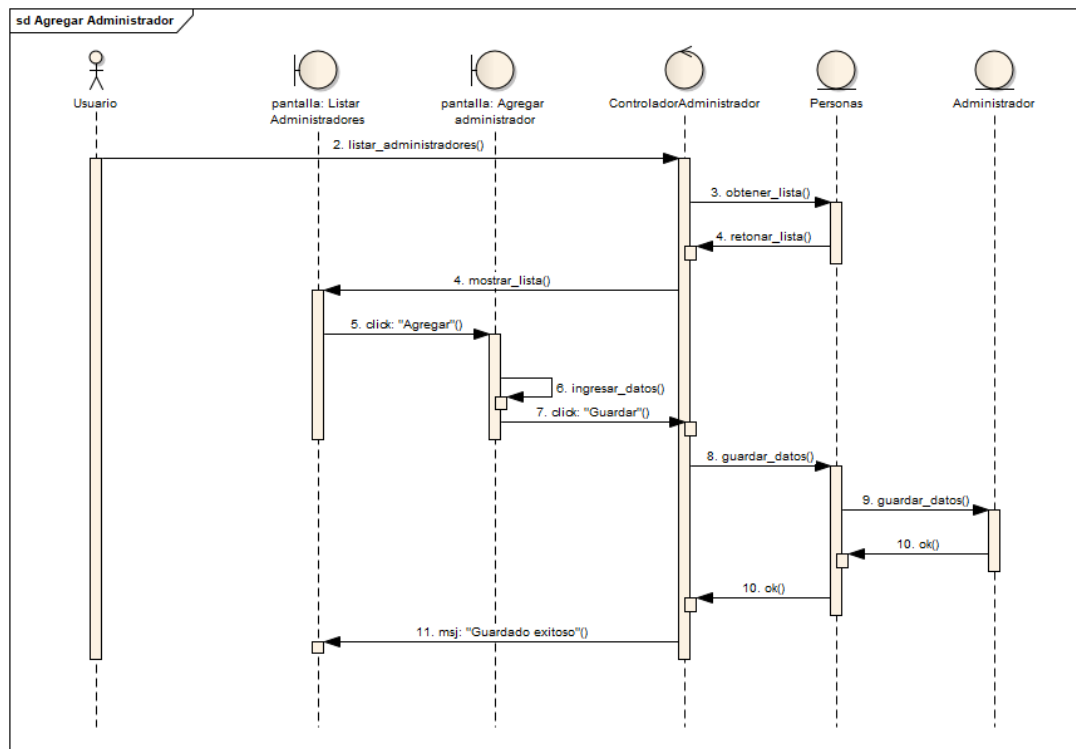 sd Agregar Administrador
Usuario
pantalla: Listar
Administradores
pantalla: Agregar
administrador
ControladorAdministrador
Personas
Administrador
2. listar_administradores()
3. obtener_lista()
4. retonar_lista()
4. mostrar_lista()
5. click: "Agregar"()
6. ingresar_datos()
7. click: "Guardar"()
8. guardar_datos()
9. guardar_datos()
10. ok()
10. ok()
11. msj: "Guardado exitoso"()